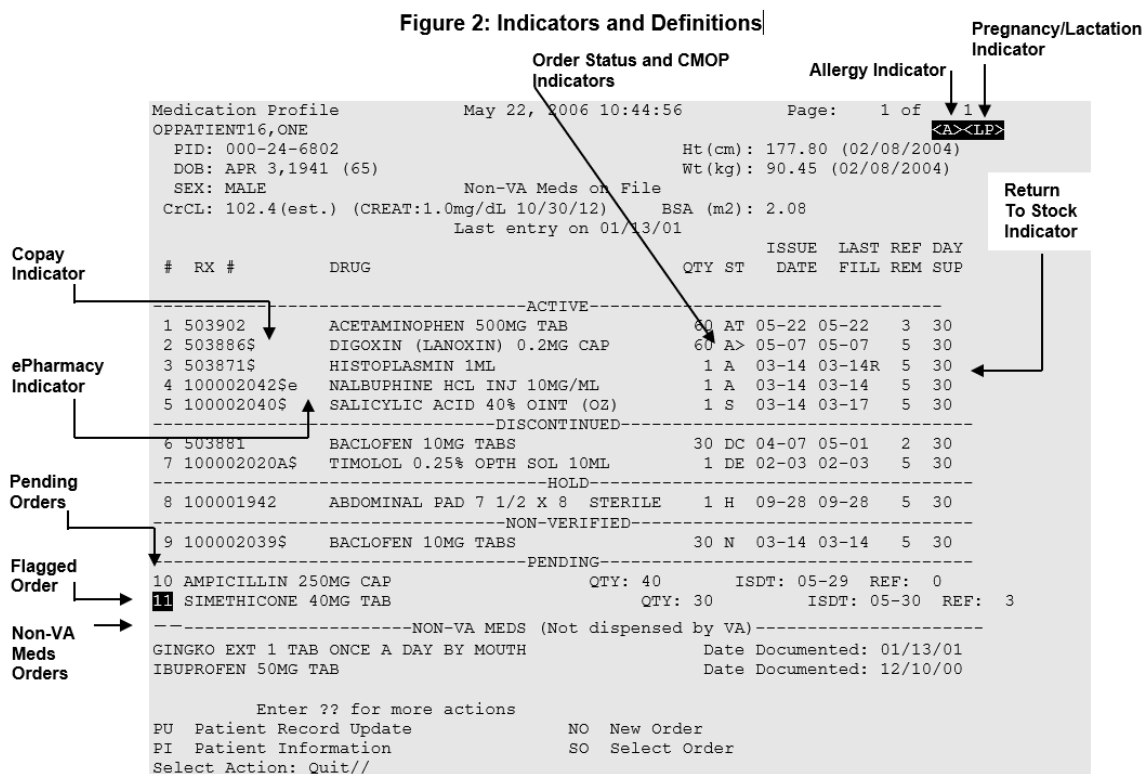 Figure 2: Indicators and Definitions
Pregnancy/Lactation
Indicator
Order Status and CMOP
Indicators
Allergy Indicator
Medication Profile May 22, 2006 10:44:56 Page: 1 of 1
OPPATIENT16,ONE <A><LP>
PID: 000-24-6802 Ht(cm): 177.80 (02/08/2004)
DOB: APR 3,1941 (65) Wt(kg): 90.45 (02/08/2004)
SEX: MALE Non-VA Meds on File
CrCL: 102.4(est.) (CREAT:1.0mg/dL 10/30/12) BSA (m2): 2.08
Last entry on 01/13/01
Return
To Stock
Indicator
ISSUE LAST REF DAY
# RX # DRUG QTY ST DATE FILL REM SUP
Copay
Indicator
------------------------------------ACTIVE----------------------------------
1 503902 ACETAMINOPHEN 500MG TAB 60 AT 05-22 05-22 3 30
2 503886$ DIGOXIN (LANOXIN) 0.2MG CAP 60 A> 05-07 05-07 5 30
3 503871$ HISTOPLASMIN 1ML 1 A 03-14 03-14R 5 30
4 100002042$e NALBUPHINE HCL INJ 10MG/ML 1 A 03-14 03-14 5 30
5 100002040$ SALICYLIC ACID 40% OINT (OZ) 1 S 03-14 03-17 5 30
ePharmacy
Indicator
---------------------------------DISCONTINUED----------------------------------
6 503881 BACLOFEN 10MG TABS 30 DC 04-07 05-01 2 30
7 100002020A$ TIMOLOL 0.25% OPTH SOL 10ML 1 DE 02-03 02-03 5 30
--------------------------------------HOLD-------------------------------------
8 100001942 ABDOMINAL PAD 7 1/2 X 8 STERILE 1 H 09-28 09-28 5 30
----------------------------------NON-VERIFIED---------------------------------
9 100002039$ BACLOFEN 10MG TABS 30 N 03-14 03-14 5 30
Pending
Orders
------------------------------------PENDING------------------------------------
10 AMPICILLIN 250MG CAP QTY: 40 ISDT: 05-29 REF: 0
11 SIMETHICONE 40MG TAB QTY: 30 ISDT: 05-30 REF: 3
Flagged
Order
-------------------------NON-VA MEDS (Not dispensed by VA)----------------------
GINGKO EXT 1 TAB ONCE A DAY BY MOUTH Date Documented: 01/13/01
IBUPROFEN 50MG TAB Date Documented: 12/10/00
Non-VA
Meds
Orders
Enter ?? for more actions
PU Patient Record Update NO New Order
PI Patient Information SO Select Order
Select Action: Quit//